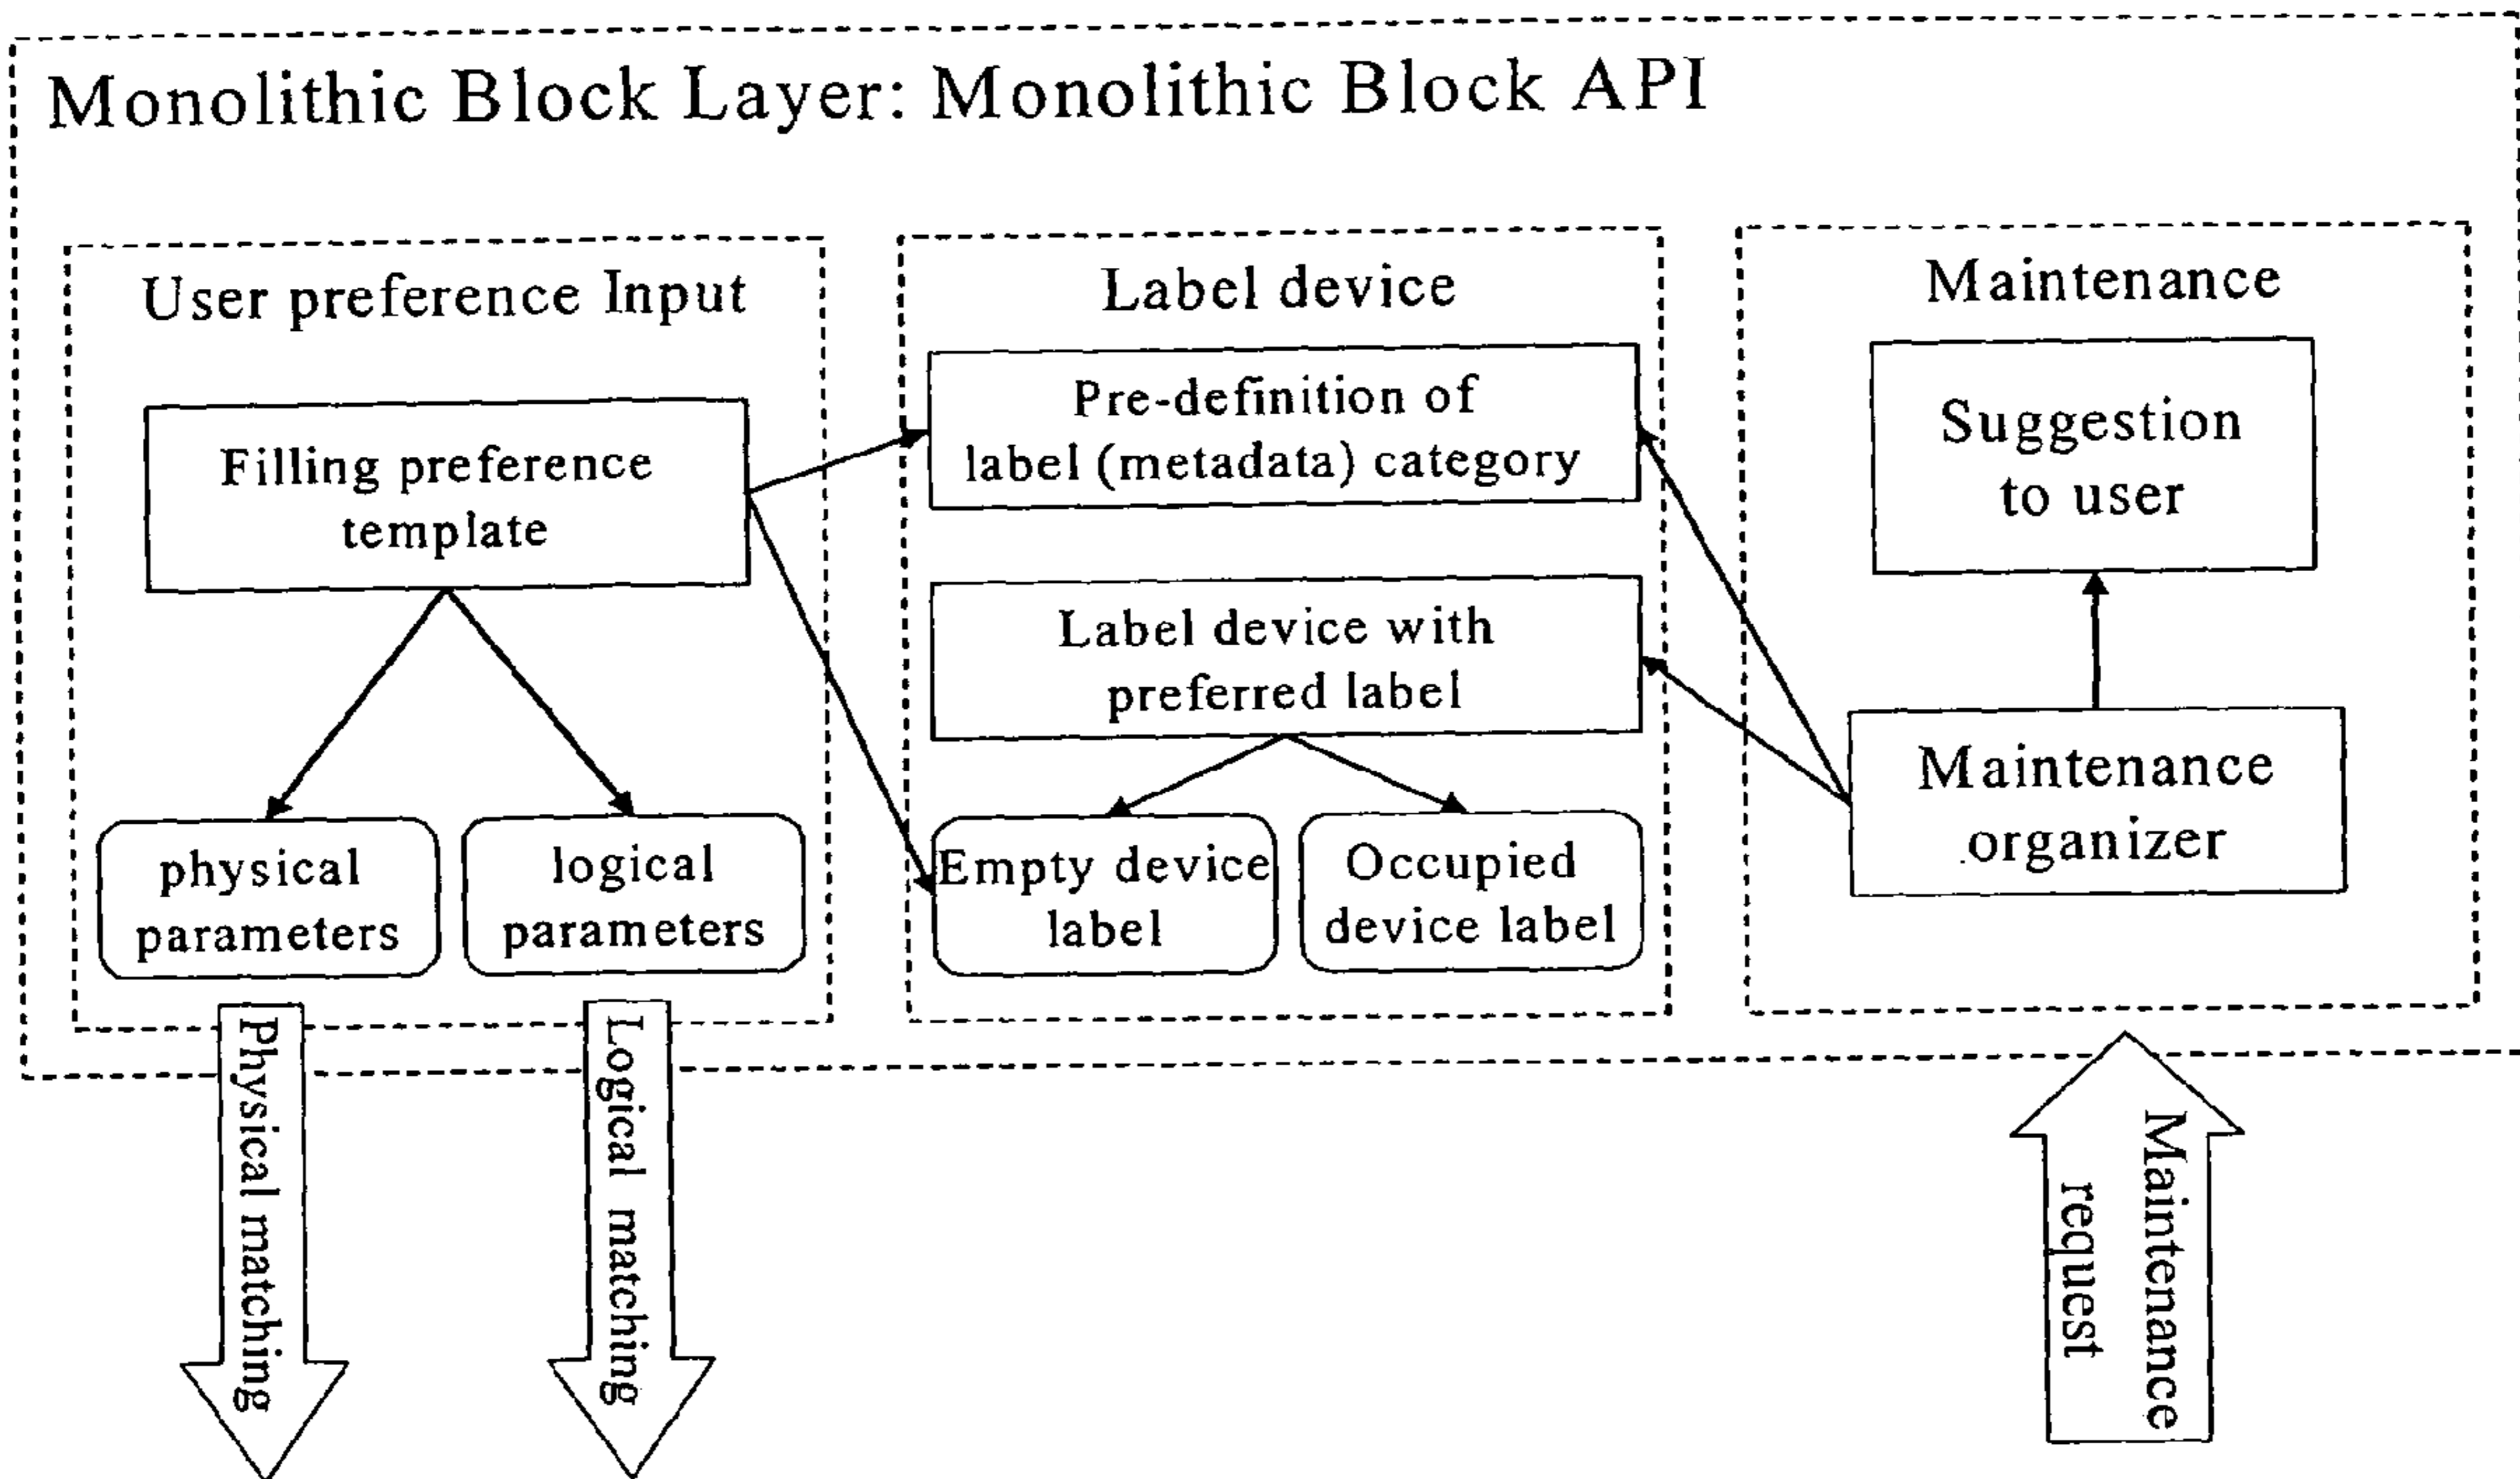 Monolithic Block Layer: Monolithic Block API
User preference Input
Filling preference
template
physical
parameters
logical
parameters
Label device
Pre-definition of
label (metadata) category
Label device with
preferred label
Empty device
label
Occupied
device label
Maintenance
Suggestion
to user
Maintenance
organizer
Physical matching
Logical matching
Maintenance
request